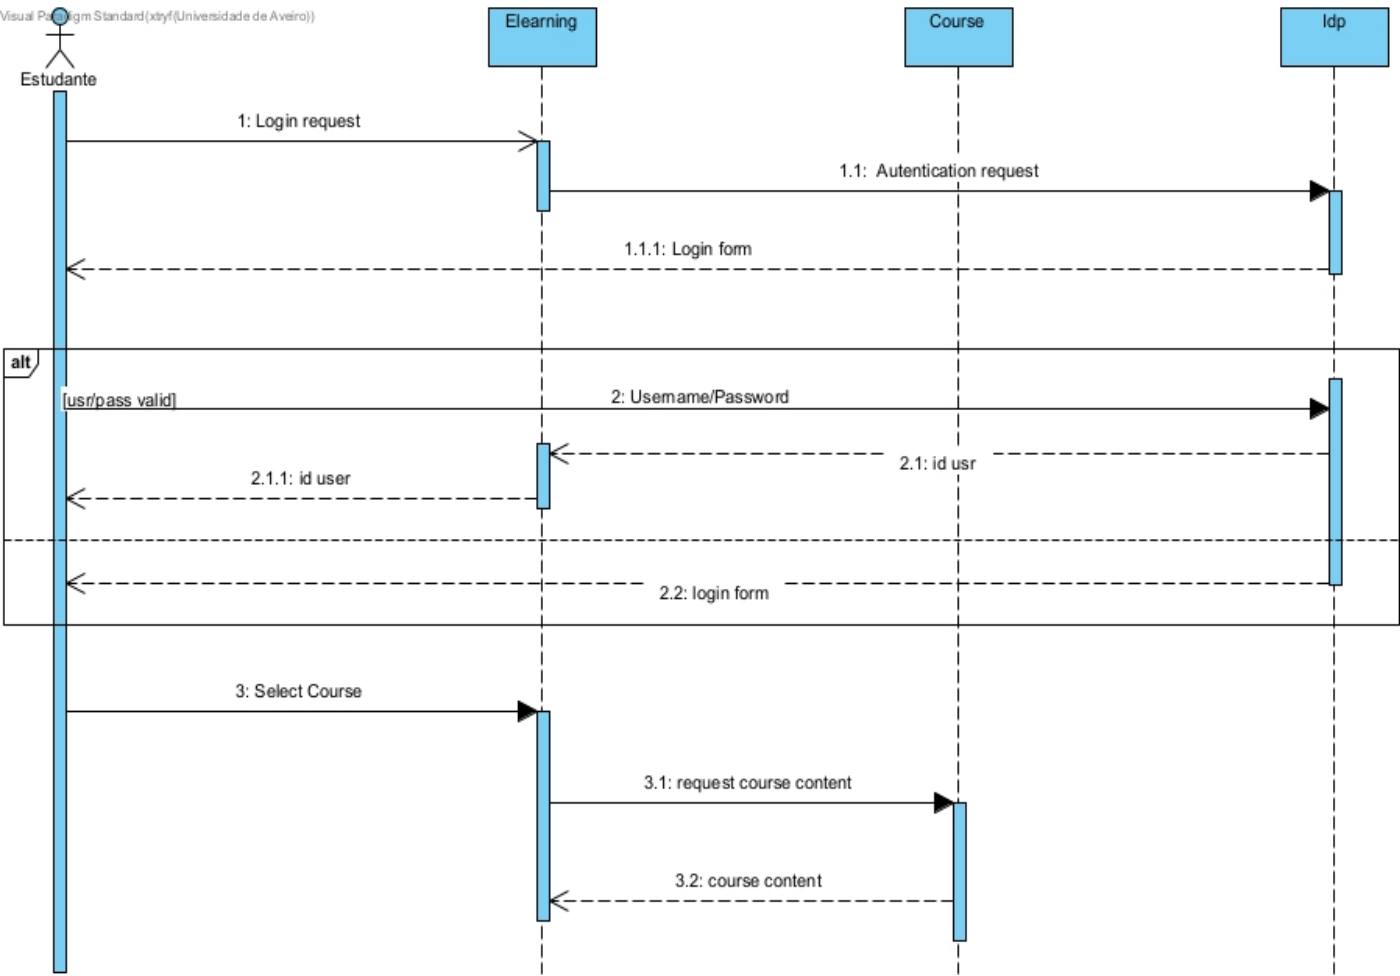 Visual Paradigm Standard(xtryf(Universidade de Aveiro))
Elearning
Course
Idp
Estudante
1: Login request
1.1: Autentication request
1.1.1: Login form
alt
[usr/pass valid]
2: Username/Password
2.1: id usr
2.1.1: id user
2.2: login form
3: Select Course
3.1: request course content
3.2: course content